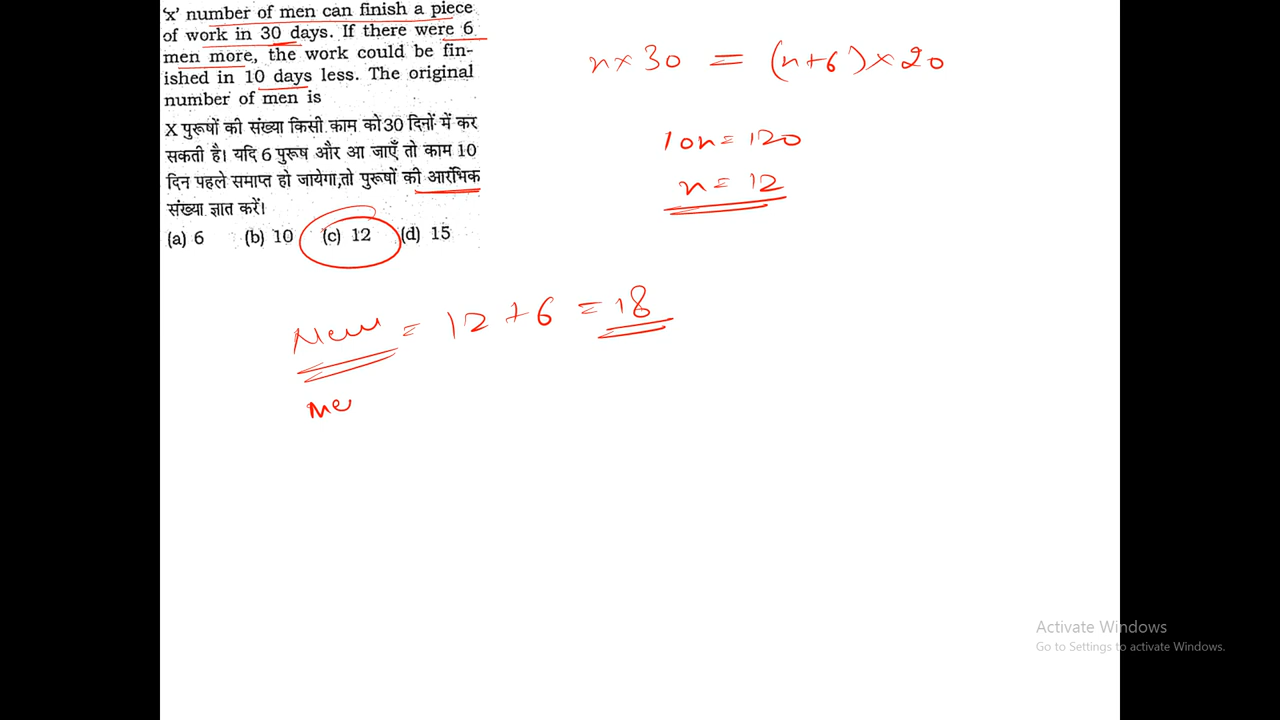 'x' number of men can finish a piece
of work in 30 days. If there were 6
men more, the work could be fin-
ished in 10 days less. The original
number of men is
X पुरूषों की संख्या किसी काम को 30 दिनों में कर
सकती है। यदि 6 पुरूष और आ जाएँ तो काम 10
दिन पहले समाप्त हो जायेगा,तो पुरूषों की आरंभिक
संख्या ज्ञात करें।
(a) 6 (b) 10 (c) 12 (d) 15
x × 30 = (x+6) × 20
10x = 120
x = 12
New = 12 + 6 = 18
me
Activate Windows
Go to Settings to activate Windows.